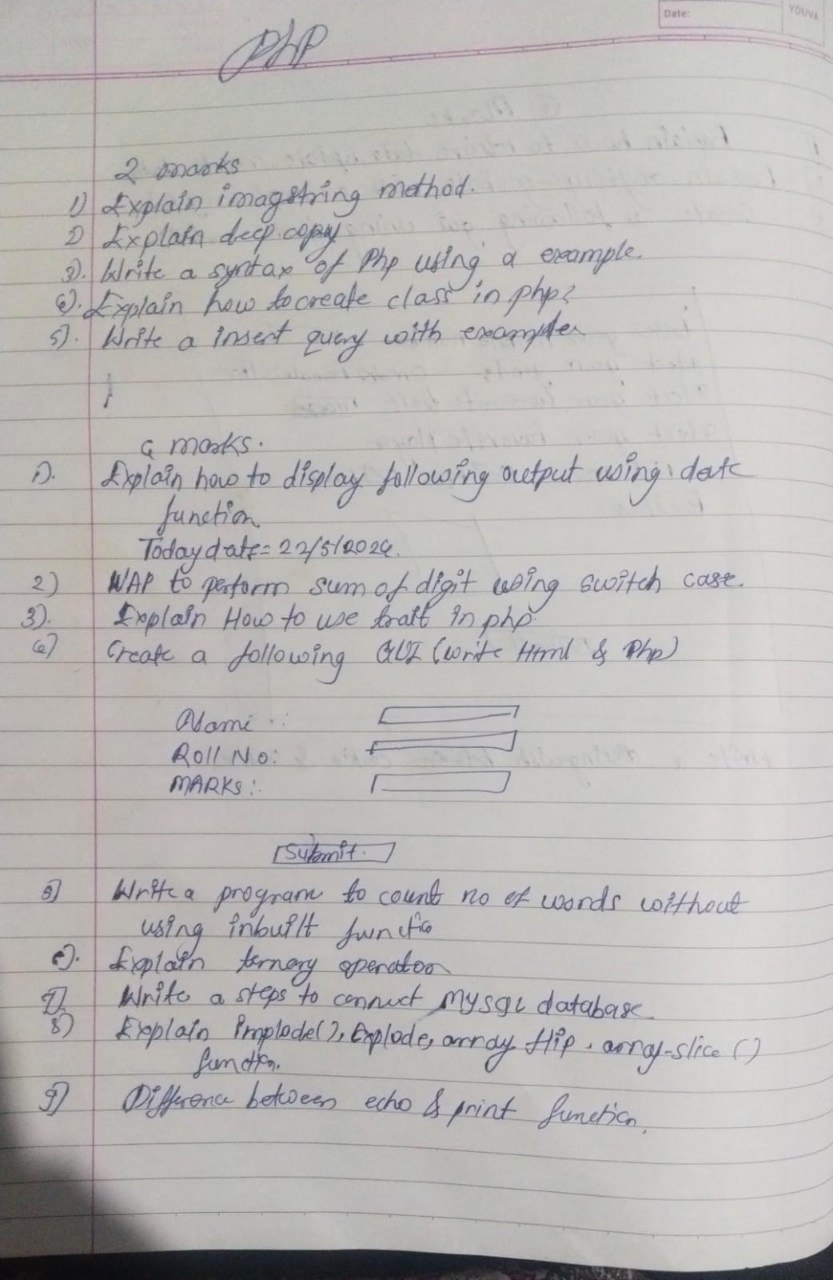 Date:
YOUVA
PhP
2 marks
1) Explain imagstring method.
2) Explain deep copy
3). Write a syntax of Php using a example.
4). Explain how to create class in php?
5). Write a insert query with example
4 marks.
1). Explain how to display following output using date
function
Today date = 22/5/2024.
2) WAP to perform sum of digit using switch case.
3). Explain How to use trait in php
4) Create a following GUI (write Html & Php)
Name :
Roll No:
MARKS:
Submit.
5) Write a program to count no of words without
using inbuilt functio
6). Explain ternary operator
7) Write a steps to connect MySQL database.
8) Explain Implode(), Explode, array flip, array-slice ()
function.
9) Difference between echo & print function.